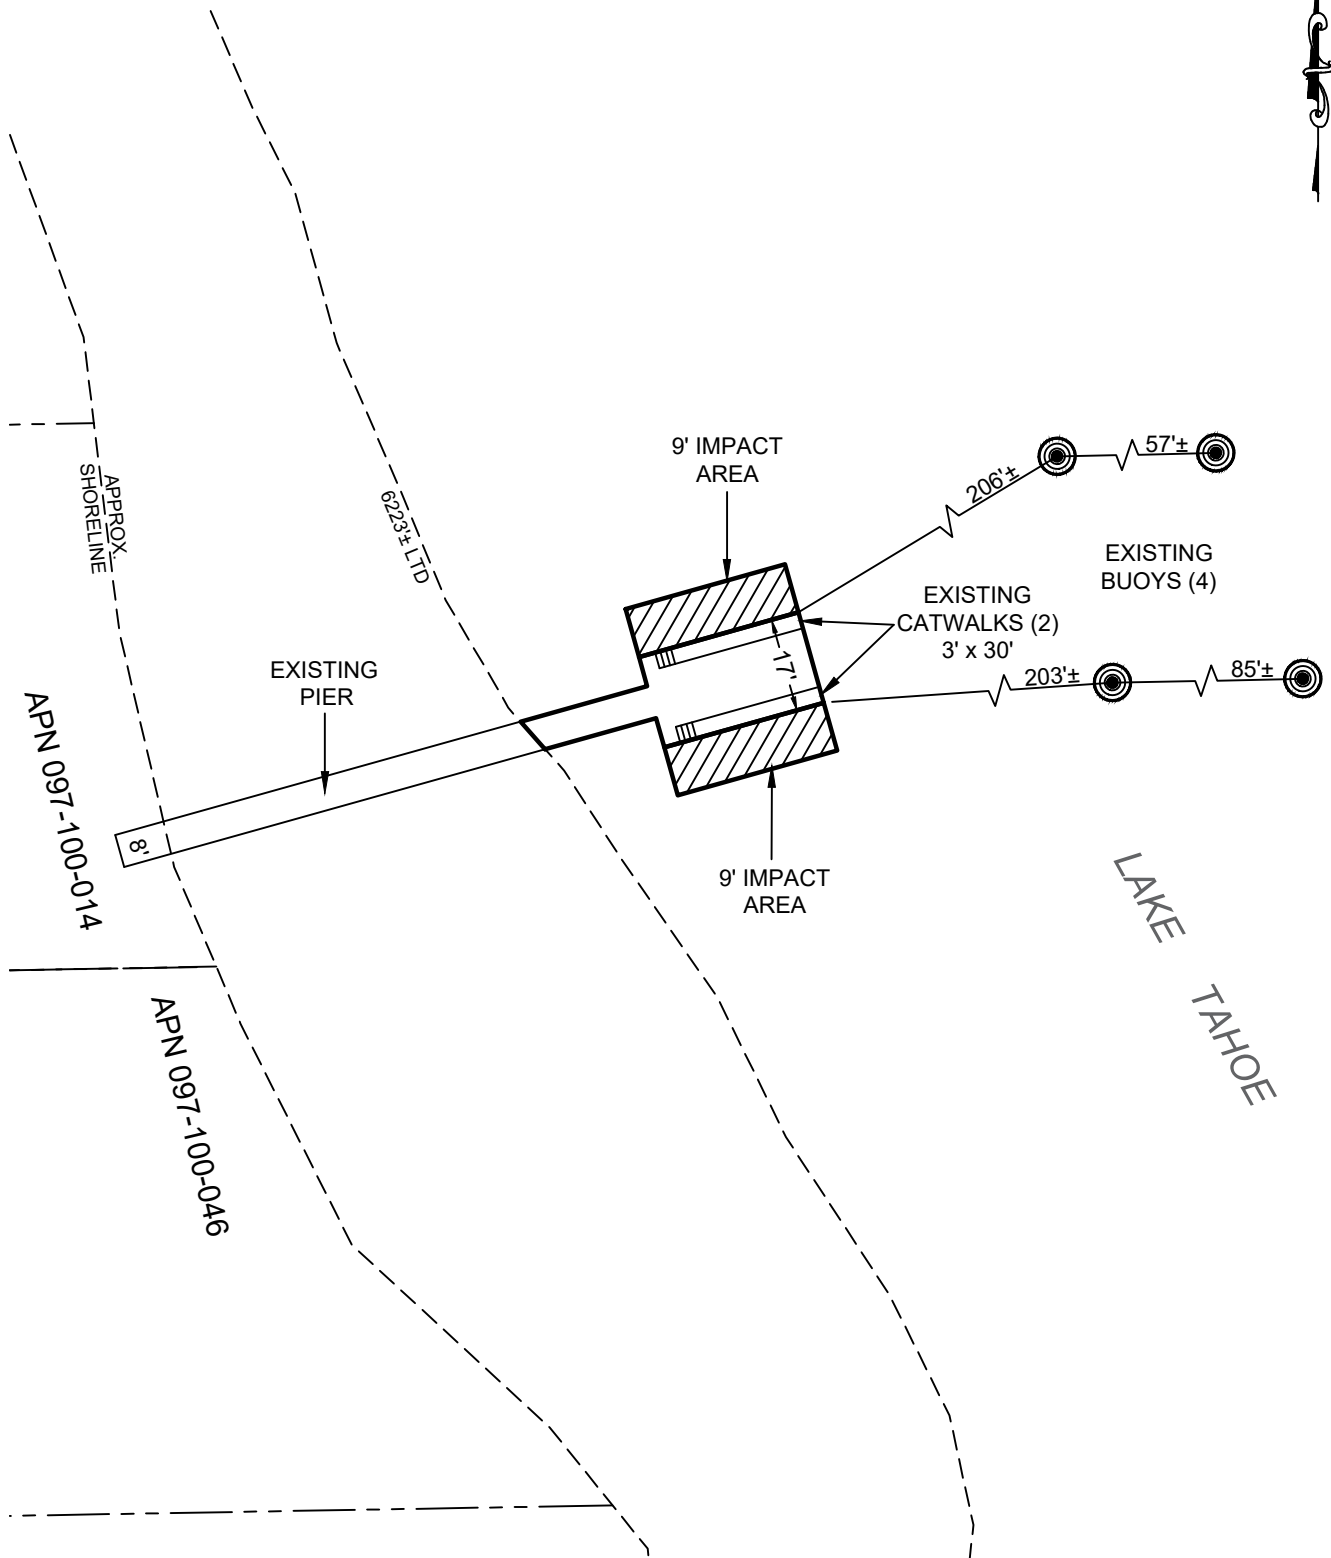 9' IMPACT
AREA
206'±
57'±
EXISTING
BUOYS (4)
APPROX.
SHORELINE
6223'± LTD
EXISTING
CATWALKS (2)
3' x 30'
17'
203'±
85'±
EXISTING
PIER
8'
APN 097-100-014
9' IMPACT
AREA
LAKE TAHOE
APN 097-100-046